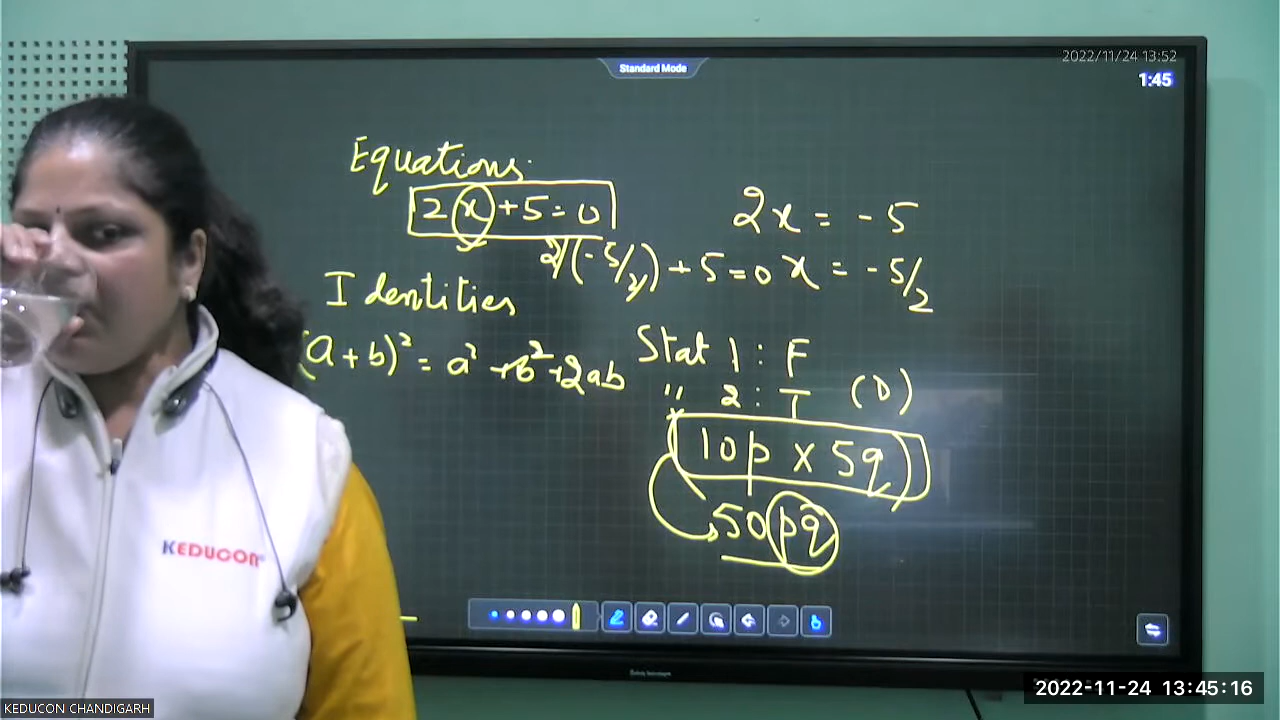 2022/11/24 13:52
Standard Mode
1:45
Equations
2x+5=0
2x = -5
2(-5/2) + 5=0
x = -5/2
Identities
(a+b)² = a² + b² + 2ab
Stat 1 : F
" 2 : T (D)
10p x 5q)
50pq
KEDUCON
2022-11-24 13:45:16
KEDUCON CHANDIGARH